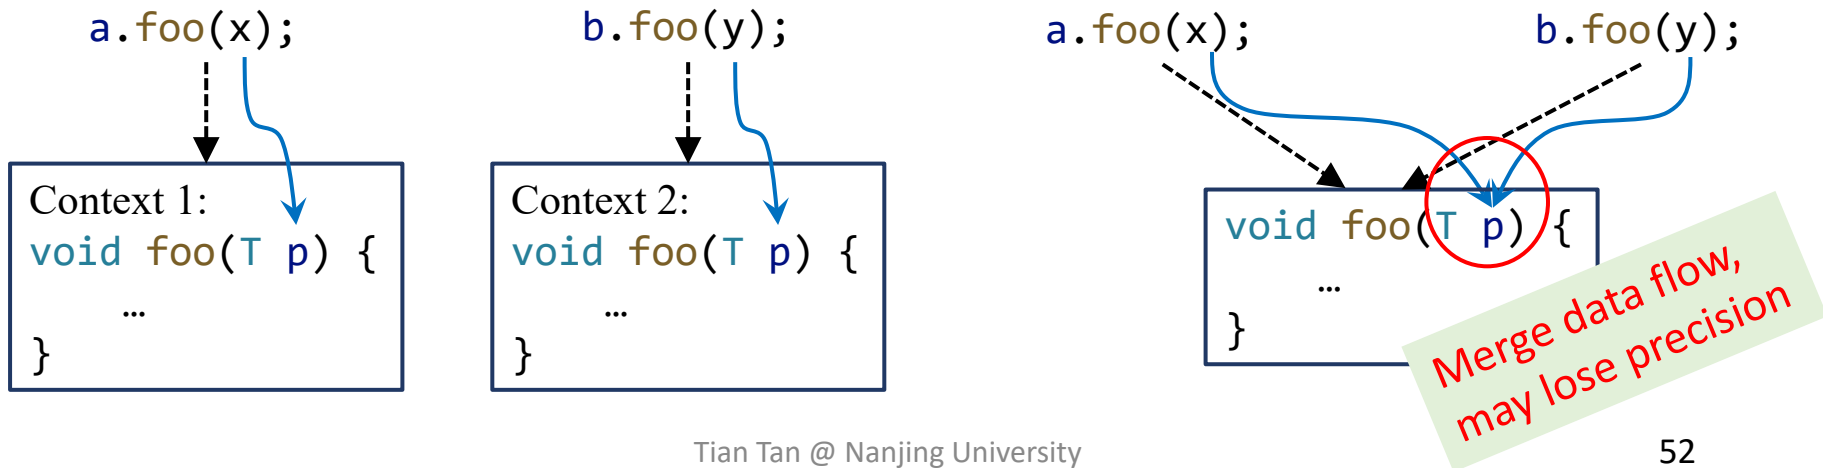 a.foo(x);
Context 1:
void foo(T p) {
…
}
b.foo(y);
Context 2:
void foo(T p) {
…
}
a.foo(x);
b.foo(y);
void foo(T p) {
…
}
Merge data flow,
may lose precision
Tian Tan @ Nanjing University
52